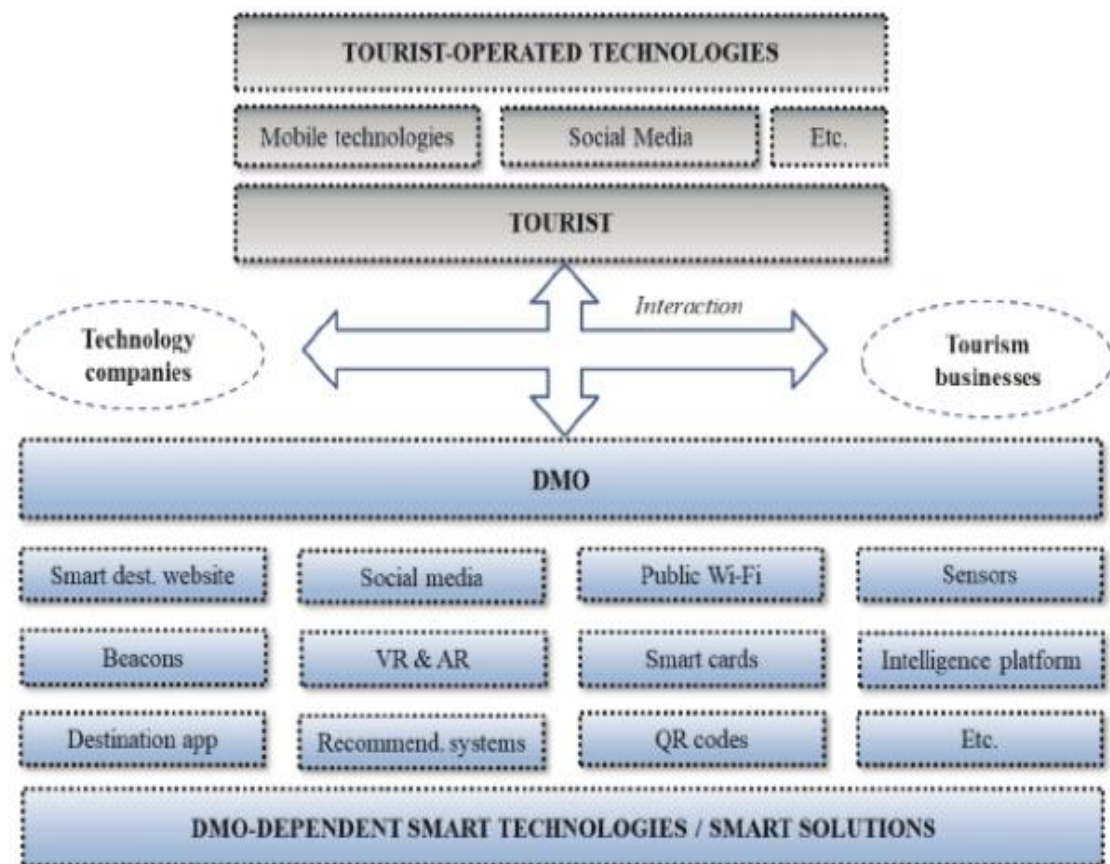 TOURIST-OPERATED TECHNOLOGIES
Mobile technologies
Social Media
Etc.
TOURIST
Interaction
Technology
companies
Tourism
businesses
DMO
Smart dest. website
Social media
Public Wi-Fi
Sensors
Beacons
VR & AR
Smart cards
Intelligence platform
Destination app
Recommend. systems
QR codes
Etc.
DMO-DEPENDENT SMART TECHNOLOGIES / SMART SOLUTIONS